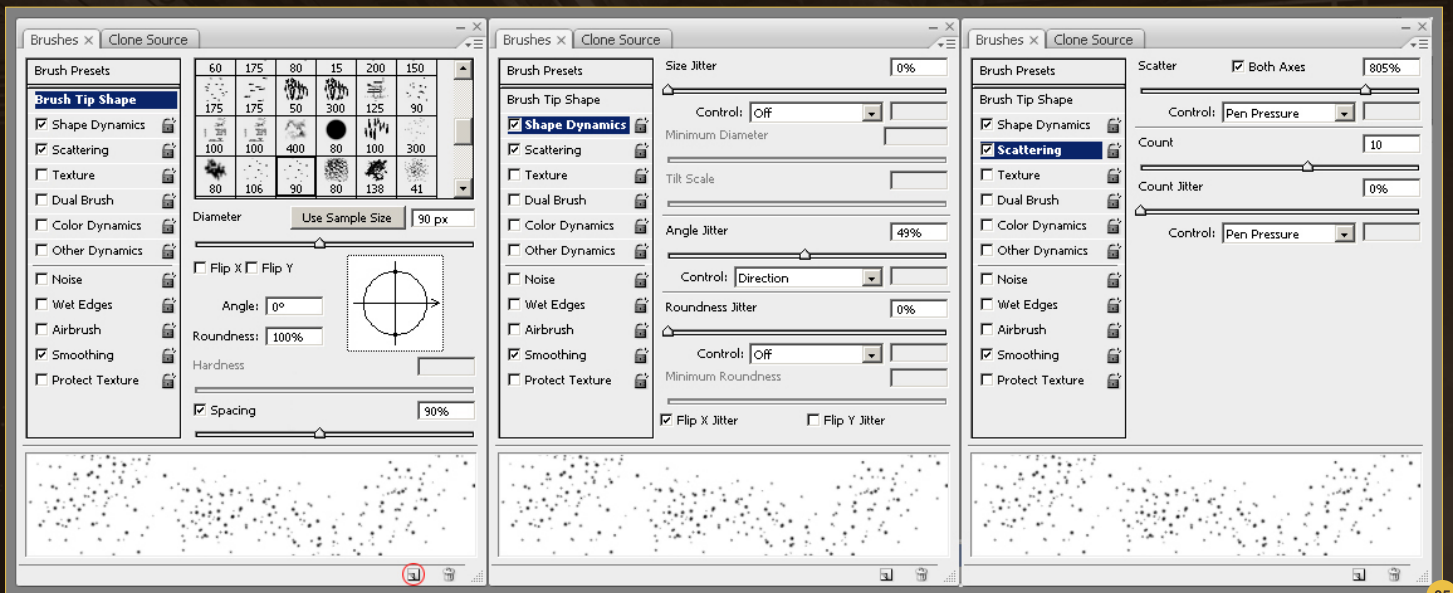 Brushes × Clone Source
Brush Presets
Brush Tip Shape
Shape Dynamics
Scattering
Texture
Dual Brush
Color Dynamics
Other Dynamics
Noise
Wet Edges
Airbrush
Smoothing
Protect Texture
60 175 80 15 200 150
175 175 50 300 125 90
100 100 400 80 100 300
80 106 90 80 138 41
Diameter Use Sample Size 90 px
Flip X Flip Y
Angle: 0°
Roundness: 100%
Hardness
Spacing 90%
Brushes × Clone Source
Brush Presets
Brush Tip Shape
Shape Dynamics
Scattering
Texture
Dual Brush
Color Dynamics
Other Dynamics
Noise
Wet Edges
Airbrush
Smoothing
Protect Texture
Size Jitter 0%
Control: Off
Minimum Diameter
Tilt Scale
Angle Jitter 49%
Control: Direction
Roundness Jitter 0%
Control: Off
Minimum Roundness
Flip X Jitter Flip Y Jitter
Brushes × Clone Source
Brush Presets
Brush Tip Shape
Shape Dynamics
Scattering
Texture
Dual Brush
Color Dynamics
Other Dynamics
Noise
Wet Edges
Airbrush
Smoothing
Protect Texture
Scatter Both Axes 805%
Control: Pen Pressure
Count 10
Count Jitter 0%
Control: Pen Pressure